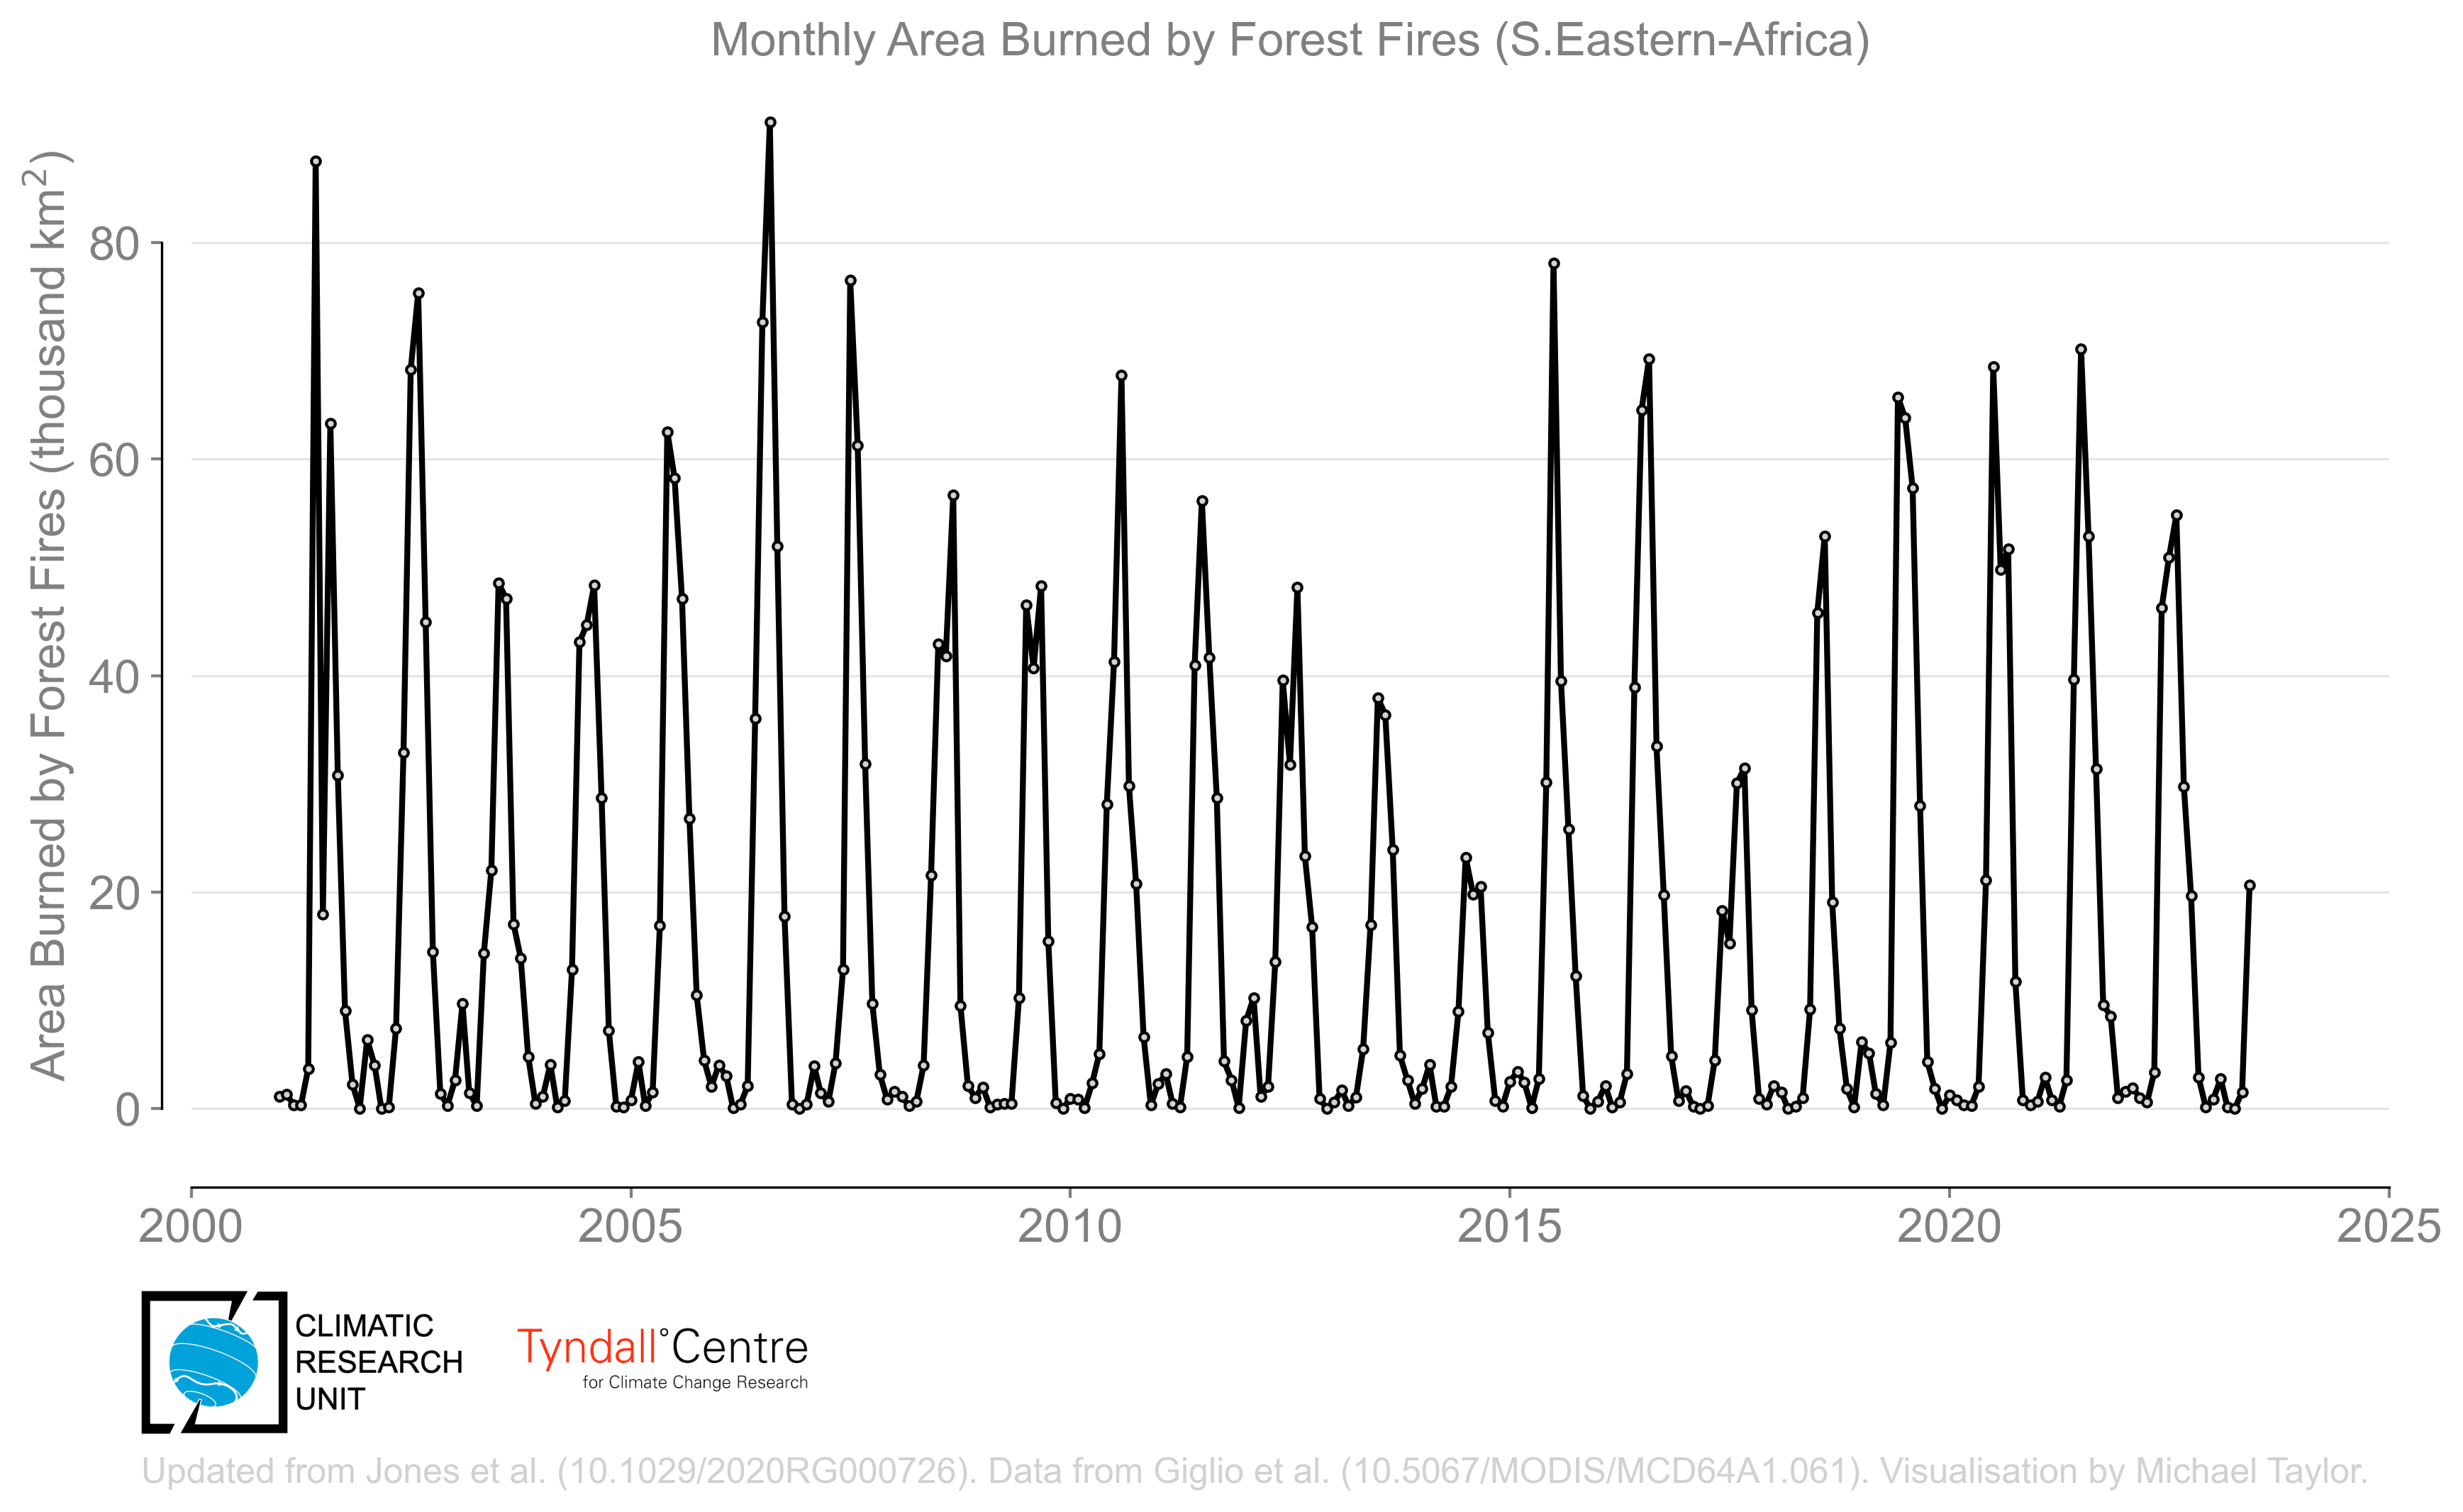 Monthly Area Burned by Forest Fires (S.Eastern-Africa)
Area Burned by Forest Fires (thousand km²)
80
60
40
20
0
2000 2005 2010 2015 2020 2025
CLIMATIC
RESEARCH
UNIT
Tyndall°Centre
for Climate Change Research
Updated from Jones et al. (10.1029/2020RG000726). Data from Giglio et al. (10.5067/MODIS/MCD64A1.061). Visualisation by Michael Taylor.